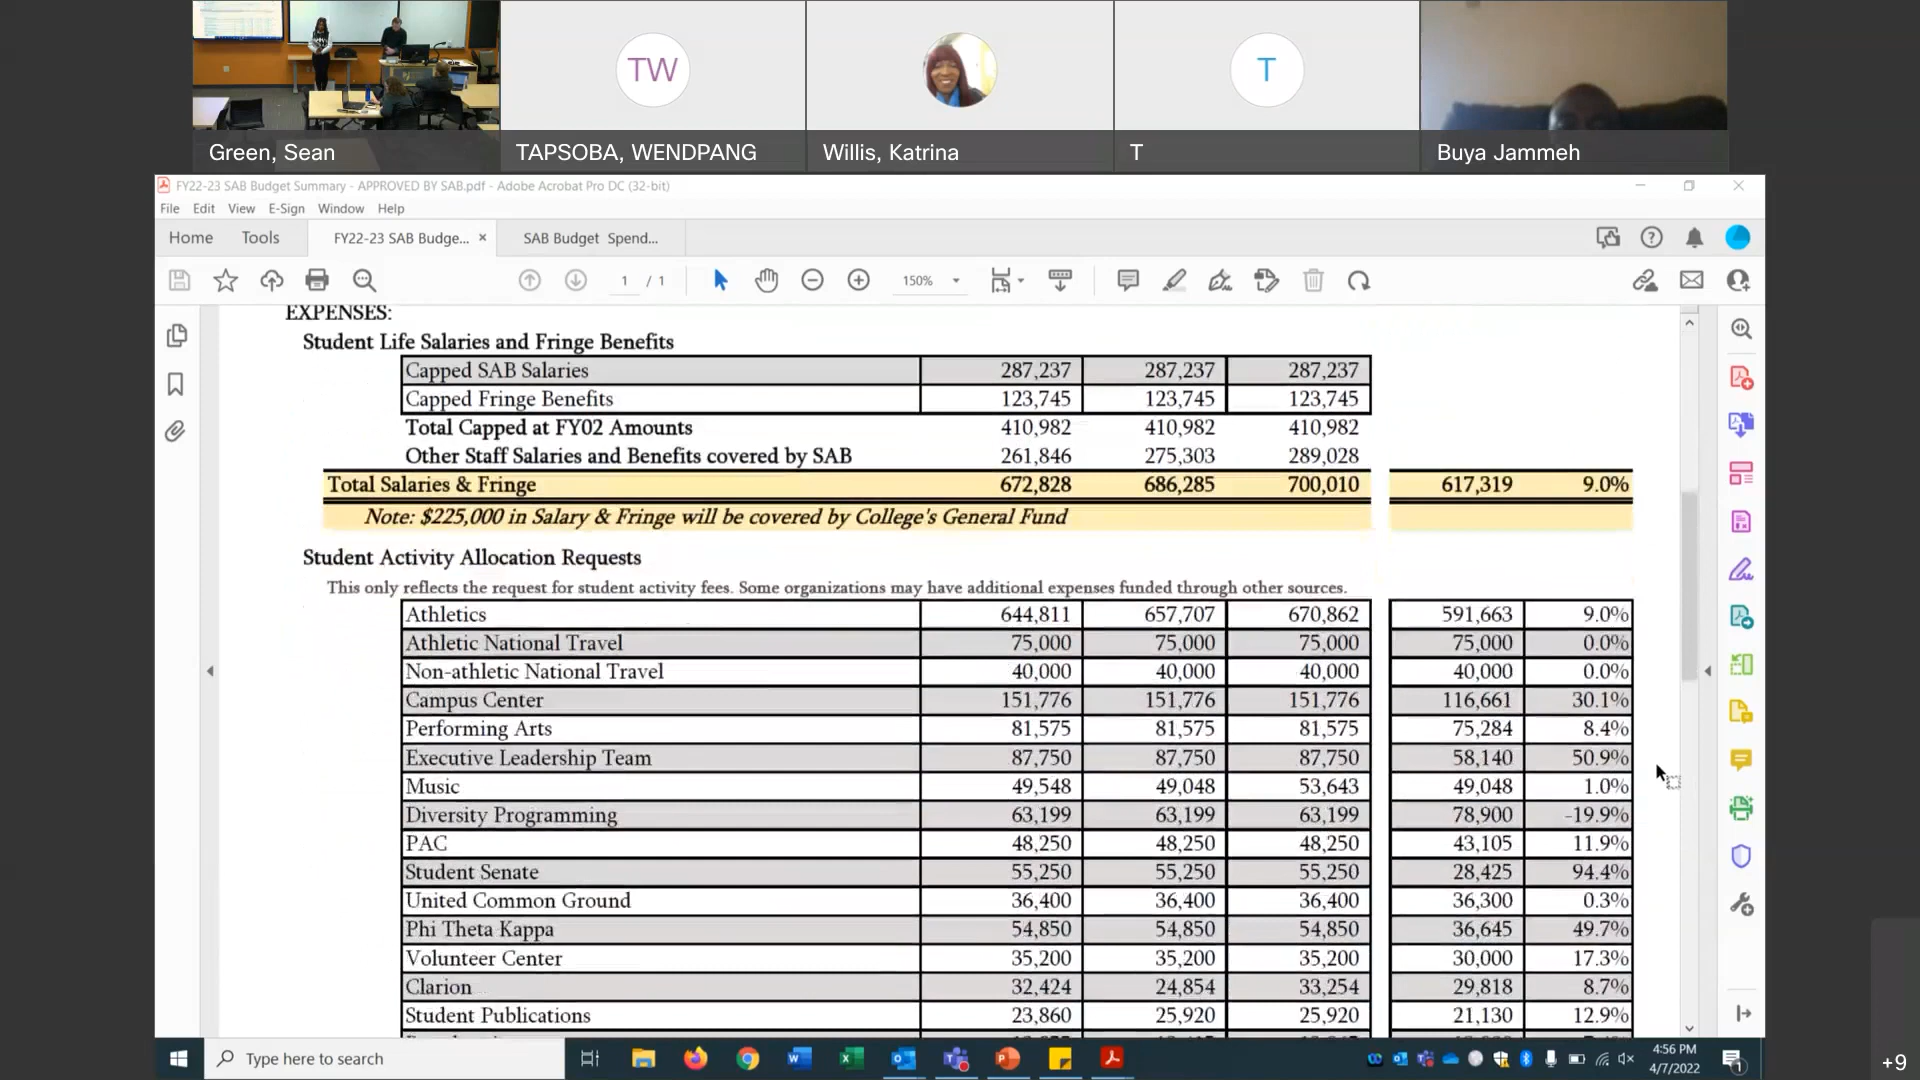 TW
T
Green, Sean
TAPSOBA, WENDPANG
Willis, Katrina
T
Buya Jammeh
FY22-23 SAB Budget Summary - APPROVED BY SAB.pdf - Adobe Acrobat Pro DC (32-bit)
File Edit View E-Sign Window Help
Home Tools FY22-23 SAB Budge... × SAB Budget Spend...
1 / 1 150%
EXPENSES:
Student Life Salaries and Fringe Benefits
Capped SAB Salaries 287,237 287,237 287,237
Capped Fringe Benefits 123,745 123,745 123,745
Total Capped at FY02 Amounts 410,982 410,982 410,982
Other Staff Salaries and Benefits covered by SAB 261,846 275,303 289,028
Total Salaries & Fringe 672,828 686,285 700,010 617,319 9.0%
Note: $225,000 in Salary & Fringe will be covered by College's General Fund
Student Activity Allocation Requests
This only reflects the request for student activity fees. Some organizations may have additional expenses funded through other sources.
Athletics 644,811 657,707 670,862 591,663 9.0%
Athletic National Travel 75,000 75,000 75,000 75,000 0.0%
Non-athletic National Travel 40,000 40,000 40,000 40,000 0.0%
Campus Center 151,776 151,776 151,776 116,661 30.1%
Performing Arts 81,575 81,575 81,575 75,284 8.4%
Executive Leadership Team 87,750 87,750 87,750 58,140 50.9%
Music 49,548 49,048 53,643 49,048 1.0%
Diversity Programming 63,199 63,199 63,199 78,900 -19.9%
PAC 48,250 48,250 48,250 43,105 11.9%
Student Senate 55,250 55,250 55,250 28,425 94.4%
United Common Ground 36,400 36,400 36,400 36,300 0.3%
Phi Theta Kappa 54,850 54,850 54,850 36,645 49.7%
Volunteer Center 35,200 35,200 35,200 30,000 17.3%
Clarion 32,424 24,854 33,254 29,818 8.7%
Student Publications 23,860 25,920 25,920 21,130 12.9%
Type here to search
4:56 PM
4/7/2022
1
+9